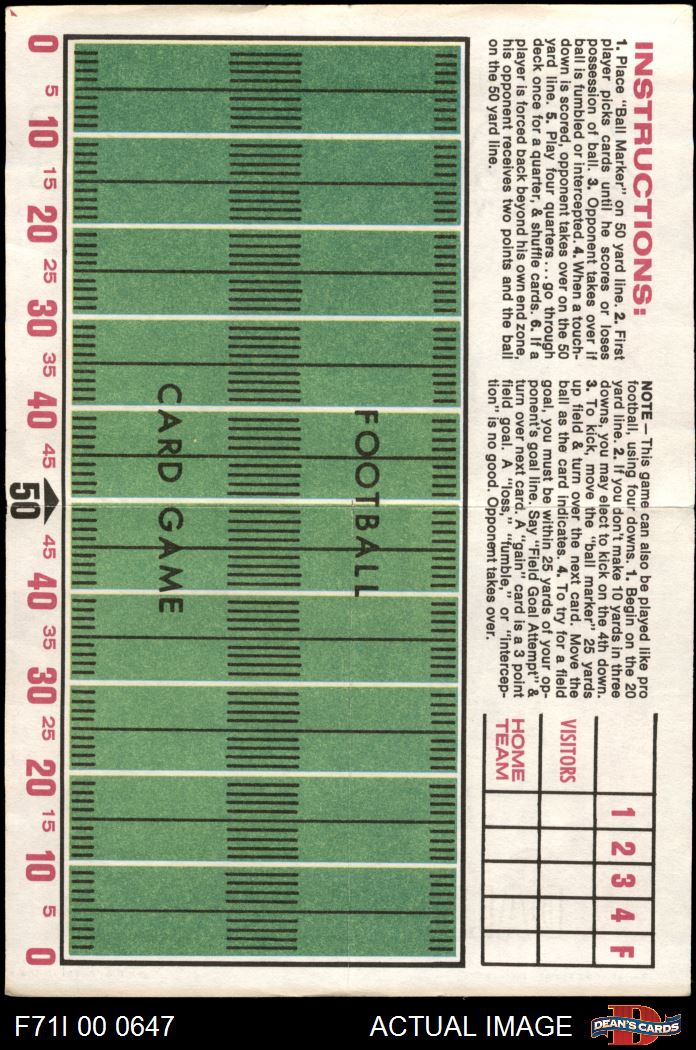 INSTRUCTIONS:
1. Place "Ball Marker" on 50 yard line. 2. First
player picks cards until he scores or loses
possession of ball. 3. Opponent takes over if
ball is fumbled or intercepted. 4. When a touch-
down is scored, opponent takes over on the 50
yard line. 5. Play four quarters . . . go through
deck once for a quarter, & shuffle cards. 6. If a
player is forced back beyond his own end zone,
his opponent receives two points and the ball
on the 50 yard line.
NOTE — This game can also be played like pro
football, using four downs. 1. Begin on the 20
yard line. 2. If you don't make 10 yards in three
downs, you may elect to kick on the 4th down.
3. To kick, move the "ball marker" 25 yards
up field & turn over the next card. Move the
ball as the card indicates. 4. To try for a field
goal, you must be within 25 yards of your op-
ponent's goal line. Say "Field Goal Attempt" &
turn over next card. A "gain" card is a 3 point
field goal. A "loss," "fumble," or "intercep-
tion" is no good. Opponent takes over.
1 2 3 4 F
VISITORS
HOME
TEAM
FOOTBALL
CARD GAME
0 5 10 15 20 25 30 35 40 45 50 45 40 35 30 25 20 15 10 5 0
F71I 00 0647
ACTUAL IMAGE
D
DEAN'S CARDS